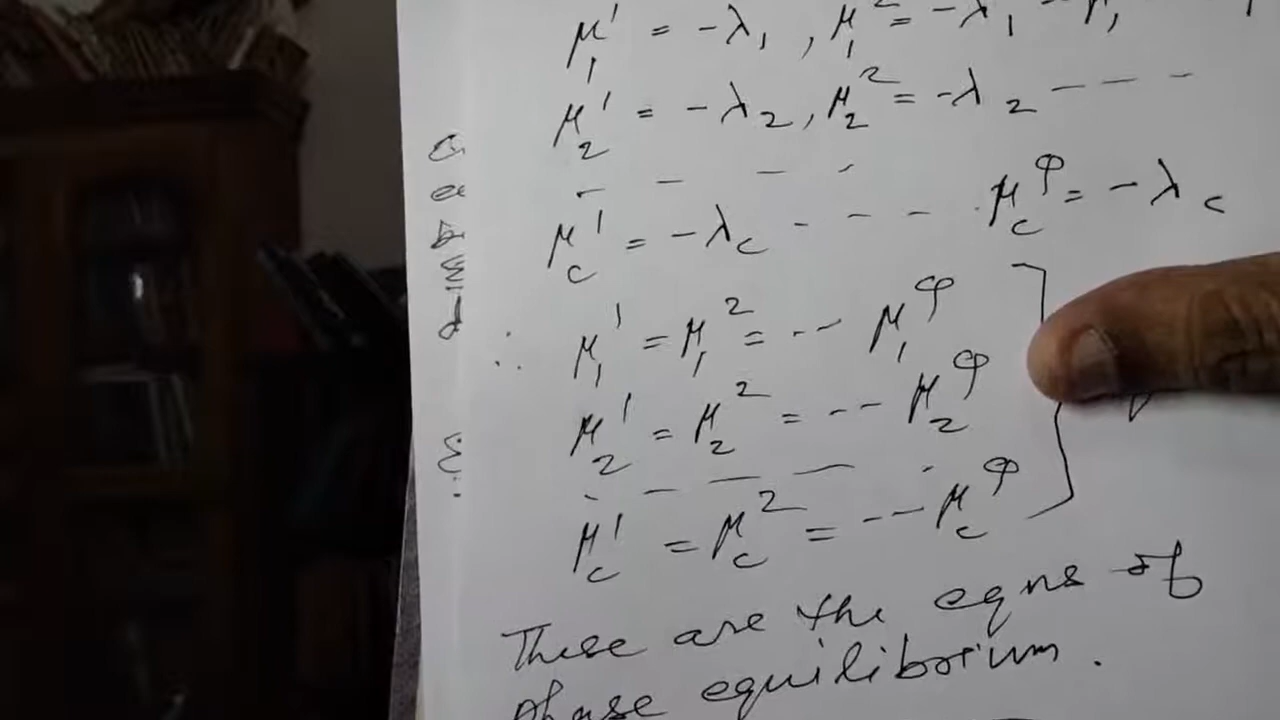 μ₁¹ = -λ₁ , μ₁² = -λ₁
μ₂¹ = -λ₂ , μ₂² = -λ₂ - - -
- - - -
μ_c¹ = -λ_c - - - μ_c^φ = -λ_c
∴ μ₁¹ = μ₁² = -- μ₁^φ
μ₂¹ = μ₂² = --- μ₂^φ
- - - - -
μ_c¹ = μ_c² = --- μ_c^φ
These are the eqns of
phase equilibrium.